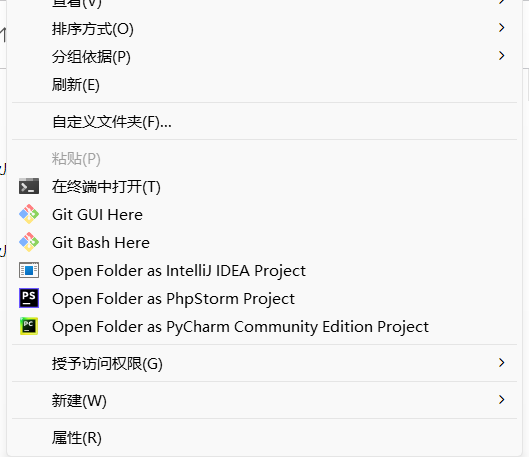 查看(V)
排序方式(O)
分组依据(P)
刷新(E)
自定义文件夹(F)...
粘贴(P)
在终端中打开(T)
Git GUI Here
Git Bash Here
Open Folder as IntelliJ IDEA Project
Open Folder as PhpStorm Project
Open Folder as PyCharm Community Edition Project
授予访问权限(G)
新建(W)
属性(R)